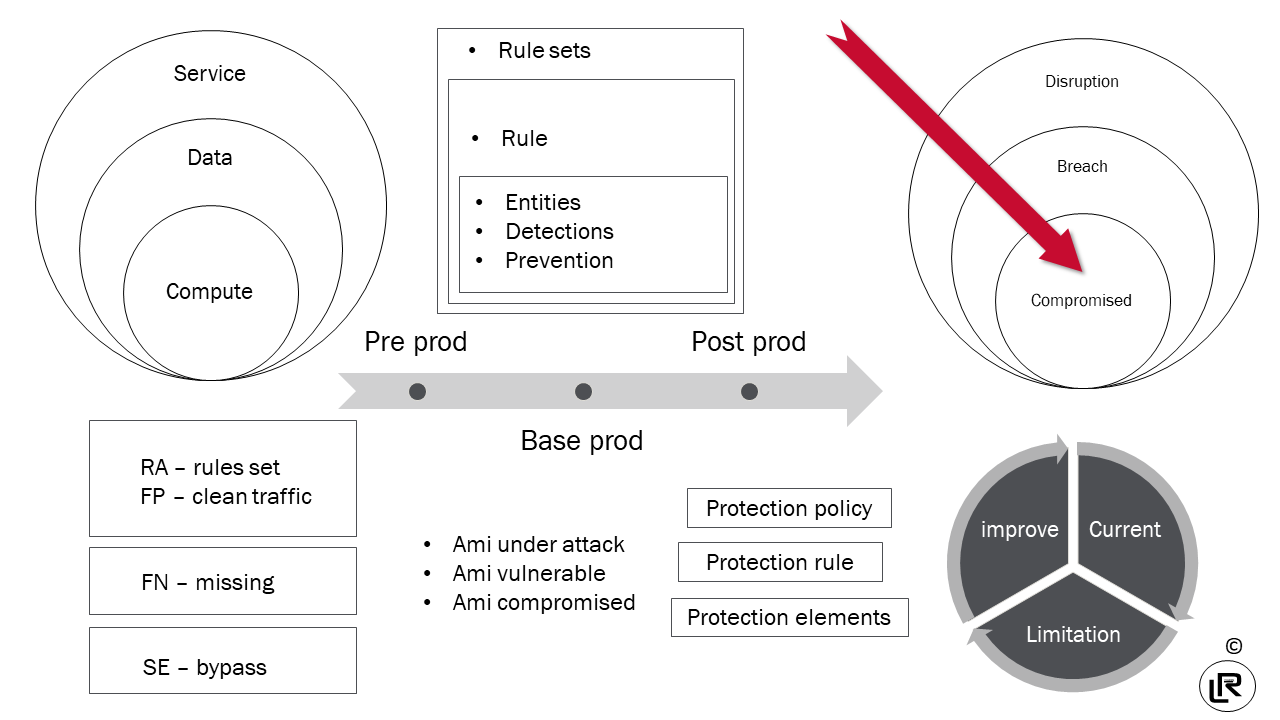 Service
Data
Compute
Rule sets
Rule
Entities
Detections
Prevention
Disruption
Breach
Compromised
Pre prod
Post prod
Base prod
RA – rules set
FP – clean traffic
FN – missing
SE – bypass
Ami under attack
Ami vulnerable
Ami compromised
Protection policy
Protection rule
Protection elements
improve
Current
Limitation
©
LR